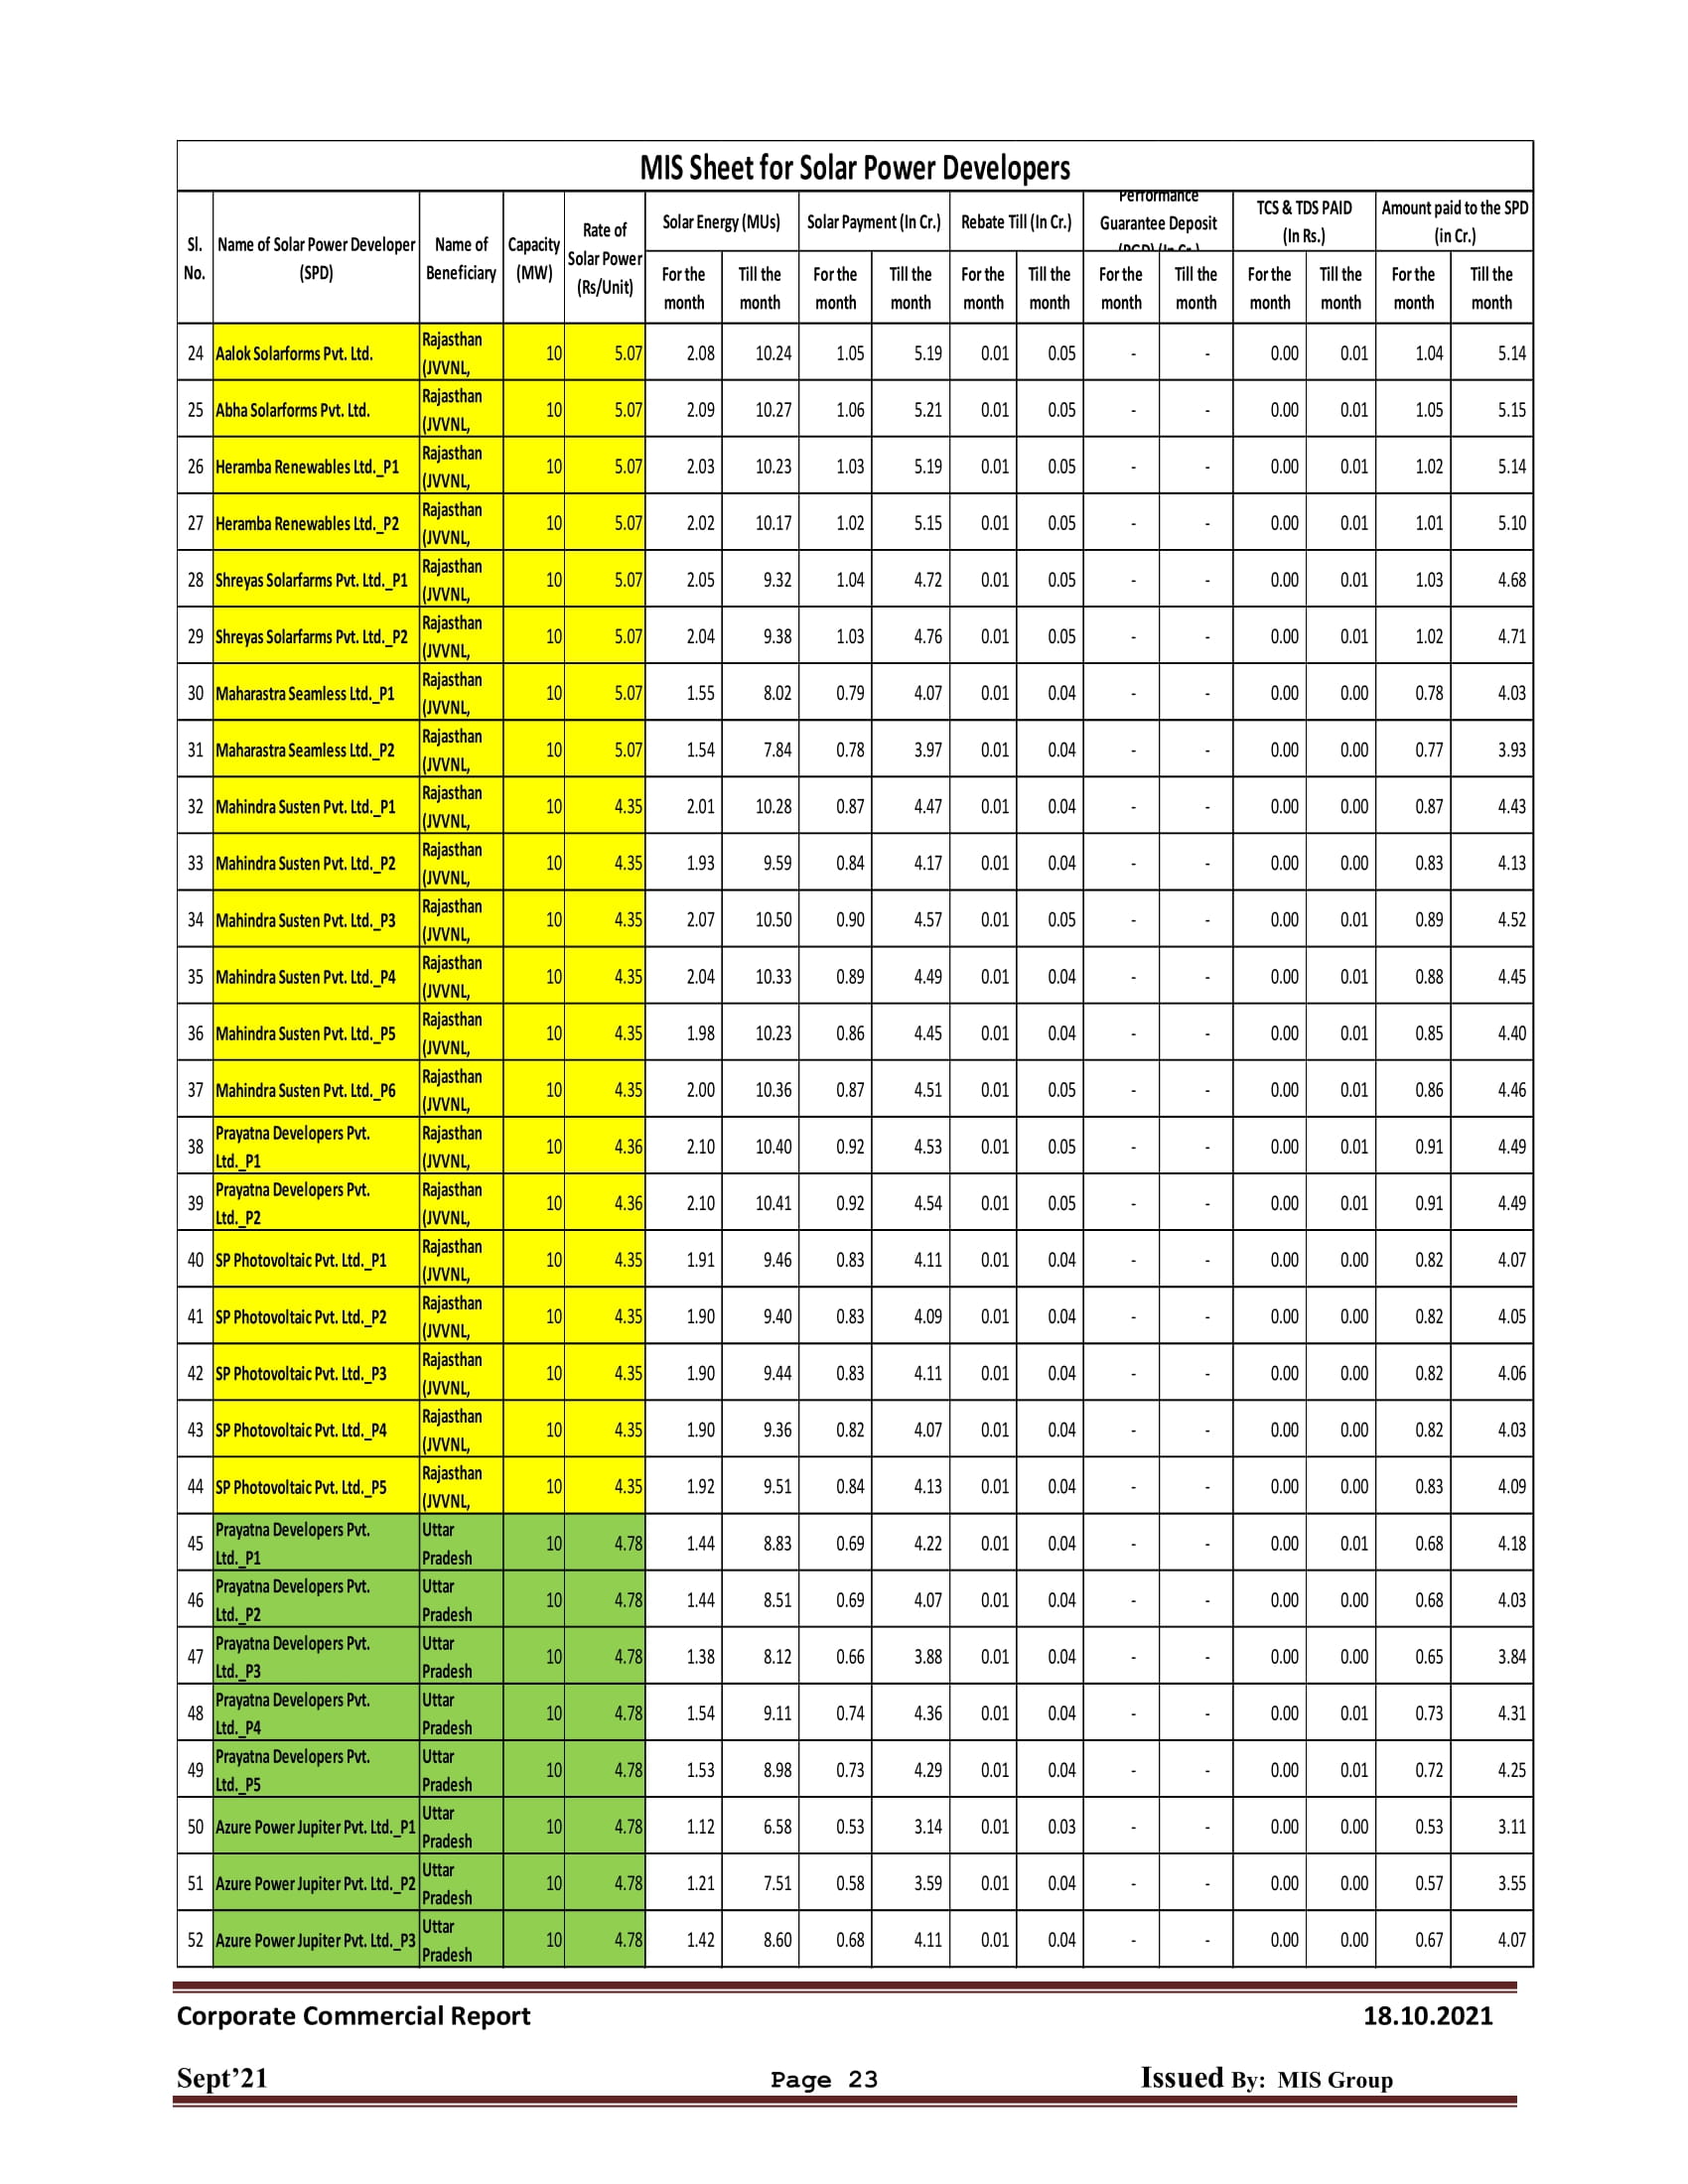 MIS Sheet for Solar Power Developers
Sl. No. Name of Solar Power Developer (SPD) Name of Beneficiary Capacity (MW) Rate of Solar Power (Rs/Unit) Solar Energy (MUs) Solar Payment (In Cr.) Rebate Till (In Cr.) Performance Guarantee Deposit (PGD) (In Cr.) TCS & TDS PAID (In Rs.) Amount paid to the SPD (in Cr.)
For the month Till the month For the month Till the month For the month Till the month For the month Till the month For the month Till the month For the month Till the month
24 Aalok Solarforms Pvt. Ltd. Rajasthan (JVVNL, 10 5.07 2.08 10.24 1.05 5.19 0.01 0.05 - - 0.00 0.01 1.04 5.14
25 Abha Solarforms Pvt. Ltd. Rajasthan (JVVNL, 10 5.07 2.09 10.27 1.06 5.21 0.01 0.05 - - 0.00 0.01 1.05 5.15
26 Heramba Renewables Ltd._P1 Rajasthan (JVVNL, 10 5.07 2.03 10.23 1.03 5.19 0.01 0.05 - - 0.00 0.01 1.02 5.14
27 Heramba Renewables Ltd._P2 Rajasthan (JVVNL, 10 5.07 2.02 10.17 1.02 5.15 0.01 0.05 - - 0.00 0.01 1.01 5.10
28 Shreyas Solarfarms Pvt. Ltd._P1 Rajasthan (JVVNL, 10 5.07 2.05 9.32 1.04 4.72 0.01 0.05 - - 0.00 0.01 1.03 4.68
29 Shreyas Solarfarms Pvt. Ltd._P2 Rajasthan (JVVNL, 10 5.07 2.04 9.38 1.03 4.76 0.01 0.05 - - 0.00 0.01 1.02 4.71
30 Maharastra Seamless Ltd._P1 Rajasthan (JVVNL, 10 5.07 1.55 8.02 0.79 4.07 0.01 0.04 - - 0.00 0.00 0.78 4.03
31 Maharastra Seamless Ltd._P2 Rajasthan (JVVNL, 10 5.07 1.54 7.84 0.78 3.97 0.01 0.04 - - 0.00 0.00 0.77 3.93
32 Mahindra Susten Pvt. Ltd._P1 Rajasthan (JVVNL, 10 4.35 2.01 10.28 0.87 4.47 0.01 0.04 - - 0.00 0.00 0.87 4.43
33 Mahindra Susten Pvt. Ltd._P2 Rajasthan (JVVNL, 10 4.35 1.93 9.59 0.84 4.17 0.01 0.04 - - 0.00 0.00 0.83 4.13
34 Mahindra Susten Pvt. Ltd._P3 Rajasthan (JVVNL, 10 4.35 2.07 10.50 0.90 4.57 0.01 0.05 - - 0.00 0.01 0.89 4.52
35 Mahindra Susten Pvt. Ltd._P4 Rajasthan (JVVNL, 10 4.35 2.04 10.33 0.89 4.49 0.01 0.04 - - 0.00 0.01 0.88 4.45
36 Mahindra Susten Pvt. Ltd._P5 Rajasthan (JVVNL, 10 4.35 1.98 10.23 0.86 4.45 0.01 0.04 - - 0.00 0.01 0.85 4.40
37 Mahindra Susten Pvt. Ltd._P6 Rajasthan (JVVNL, 10 4.35 2.00 10.36 0.87 4.51 0.01 0.05 - - 0.00 0.01 0.86 4.46
38 Prayatna Developers Pvt. Ltd._P1 Rajasthan (JVVNL, 10 4.36 2.10 10.40 0.92 4.53 0.01 0.05 - - 0.00 0.01 0.91 4.49
39 Prayatna Developers Pvt. Ltd._P2 Rajasthan (JVVNL, 10 4.36 2.10 10.41 0.92 4.54 0.01 0.05 - - 0.00 0.01 0.91 4.49
40 SP Photovoltaic Pvt. Ltd._P1 Rajasthan (JVVNL, 10 4.35 1.91 9.46 0.83 4.11 0.01 0.04 - - 0.00 0.00 0.82 4.07
41 SP Photovoltaic Pvt. Ltd._P2 Rajasthan (JVVNL, 10 4.35 1.90 9.40 0.83 4.09 0.01 0.04 - - 0.00 0.00 0.82 4.05
42 SP Photovoltaic Pvt. Ltd._P3 Rajasthan (JVVNL, 10 4.35 1.90 9.44 0.83 4.11 0.01 0.04 - - 0.00 0.00 0.82 4.06
43 SP Photovoltaic Pvt. Ltd._P4 Rajasthan (JVVNL, 10 4.35 1.90 9.36 0.82 4.07 0.01 0.04 - - 0.00 0.00 0.82 4.03
44 SP Photovoltaic Pvt. Ltd._P5 Rajasthan (JVVNL, 10 4.35 1.92 9.51 0.84 4.13 0.01 0.04 - - 0.00 0.00 0.83 4.09
45 Prayatna Developers Pvt. Ltd._P1 Uttar Pradesh 10 4.78 1.44 8.83 0.69 4.22 0.01 0.04 - - 0.00 0.01 0.68 4.18
46 Prayatna Developers Pvt. Ltd._P2 Uttar Pradesh 10 4.78 1.44 8.51 0.69 4.07 0.01 0.04 - - 0.00 0.00 0.68 4.03
47 Prayatna Developers Pvt. Ltd._P3 Uttar Pradesh 10 4.78 1.38 8.12 0.66 3.88 0.01 0.04 - - 0.00 0.00 0.65 3.84
48 Prayatna Developers Pvt. Ltd._P4 Uttar Pradesh 10 4.78 1.54 9.11 0.74 4.36 0.01 0.04 - - 0.00 0.01 0.73 4.31
49 Prayatna Developers Pvt. Ltd._P5 Uttar Pradesh 10 4.78 1.53 8.98 0.73 4.29 0.01 0.04 - - 0.00 0.01 0.72 4.25
50 Azure Power Jupiter Pvt. Ltd._P1 Uttar Pradesh 10 4.78 1.12 6.58 0.53 3.14 0.01 0.03 - - 0.00 0.00 0.53 3.11
51 Azure Power Jupiter Pvt. Ltd._P2 Uttar Pradesh 10 4.78 1.21 7.51 0.58 3.59 0.01 0.04 - - 0.00 0.00 0.57 3.55
52 Azure Power Jupiter Pvt. Ltd._P3 Uttar Pradesh 10 4.78 1.42 8.60 0.68 4.11 0.01 0.04 - - 0.00 0.00 0.67 4.07
Corporate Commercial Report 18.10.2021
Sept’21 Page 23 Issued By: MIS Group